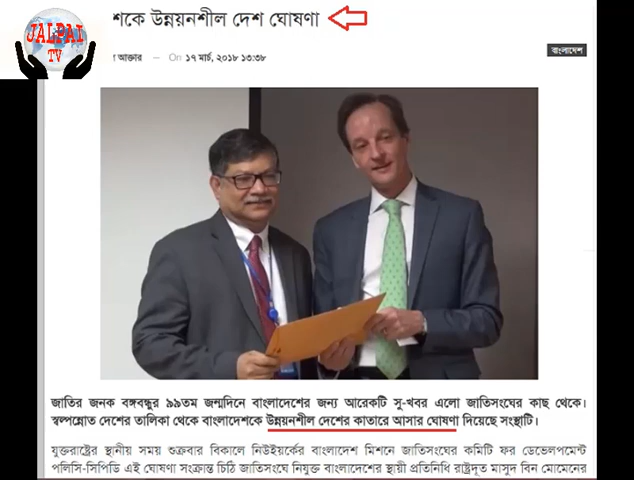 JALPAI
TV
শকে উন্নয়নশীল দেশ ঘোষণা
আক্তার — On ১৭ মার্চ, ২০১৮ ১৩:৩৮
বাংলাদেশ
জাতির জনক বঙ্গবন্ধুর ৯৯তম জন্মদিনে বাংলাদেশের জন্য আরেকটি সু-খবর এলো জাতিসংঘের কাছ থেকে।
স্বল্পন্নোত দেশের তালিকা থেকে বাংলাদেশকে উন্নয়নশীল দেশের কাতারে আসার ঘোষণা দিয়েছে সংস্থাটি।
যুক্তরাষ্ট্রের স্থানীয় সময় শুক্রবার বিকালে নিউইয়র্কের বাংলাদেশ মিশনে জাতিসংঘের কমিটি ফর ডেভেলপমেন্ট
পলিসি-সিপিডি এই ঘোষণা সংক্রান্ত চিঠি জাতিসংঘে নিযুক্ত বাংলাদেশের স্থায়ী প্রতিনিধি রাষ্ট্রদূত মাসুদ বিন মোমেনের